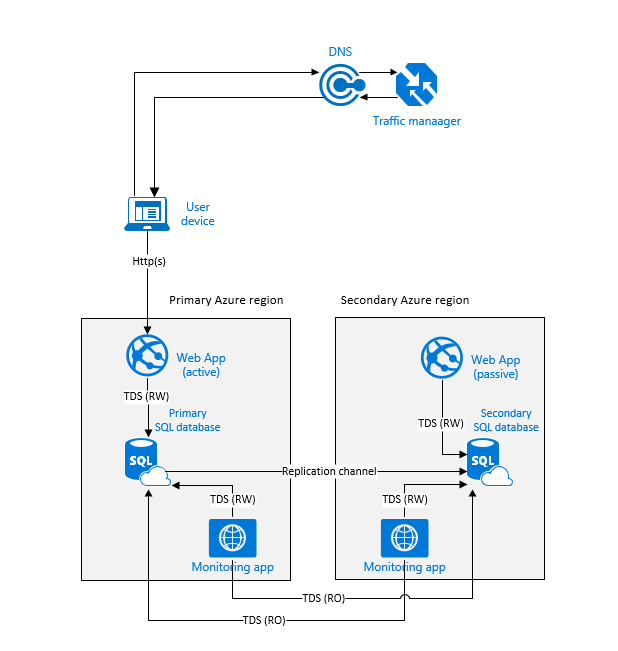 DNS
Traffic manaager
User
device
Http(s)
Primary Azure region
Secondary Azure region
Web App
(active)
Web App
(passive)
TDS (RW)
Primary
SQL database
TDS (RW)
Secondary
SQL database
SQL
SQL
Replication channel
TDS (RW)
TDS (RW)
Monitoring app
Monitoring app
TDS (RO)
TDS (RO)